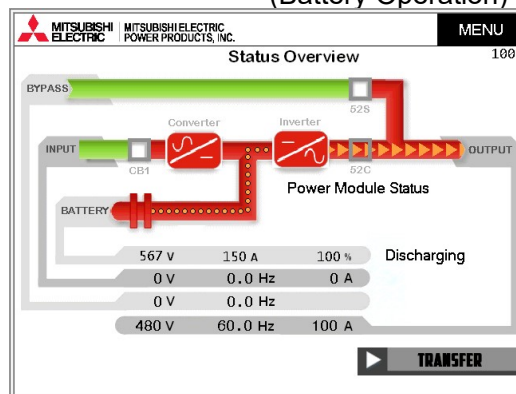 (Battery Operation)
MITSUBISHI ELECTRIC MITSUBISHI ELECTRIC POWER PRODUCTS, INC.
MENU
Status Overview
100
BYPASS
52S
Converter
Inverter
INPUT
OUTPUT
CB1
52C
Power Module Status
BATTERY
567 V 150 A 100 % Discharging
0 V 0.0 Hz 0 A
0 V 0.0 Hz
480 V 60.0 Hz 100 A
TRANSFER